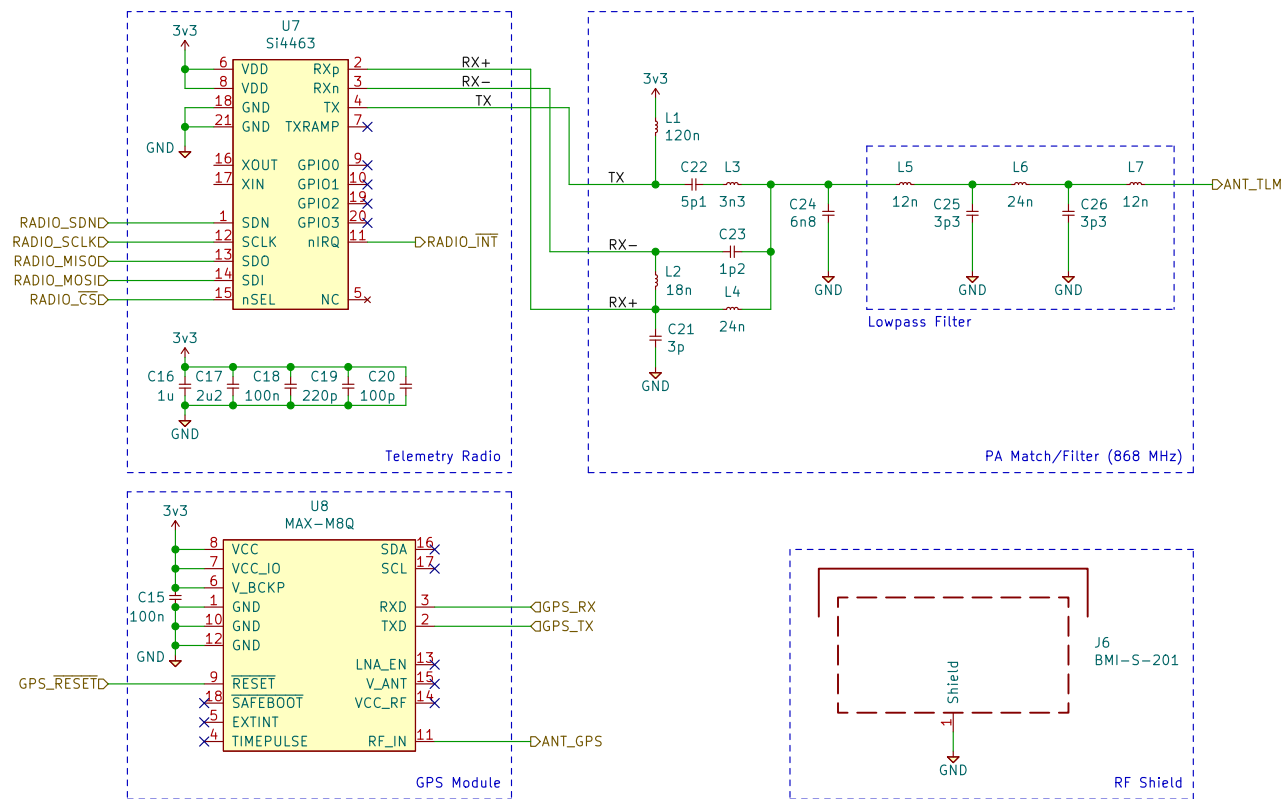 3v3
U7
Si4463
6 VDD
8 VDD
18 GND
21 GND
16 XOUT
17 XIN
1 SDN
12 SCLK
13 SDO
14 SDI
15 nSEL
RXp 2
RXn 3
TX 4
TXRAMP 7
GPIO0 9
GPIO1 10
GPIO2 19
GPIO3 20
nIRQ 11
NC 5
GND
RADIO_SDN
RADIO_SCLK
RADIO_MISO
RADIO_MOSI
RADIO_CS
RADIO_INT
RX+
RX-
TX
3v3
C16
1u
C17
2u2
C18
100n
C19
220p
C20
100p
GND
Telemetry Radio
3v3
L1
120n
TX
C22
5p1
L3
3n3
RX-
C23
1p2
L2
18n
RX+
L4
24n
C21
3p
GND
C24
6n8
GND
L5
12n
C25
3p3
GND
L6
24n
C26
3p3
GND
L7
12n
ANT_TLM
Lowpass Filter
PA Match/Filter (868 MHz)
3v3
U8
MAX-M8Q
8 VCC
7 VCC_IO
6 V_BCKP
1 GND
10 GND
12 GND
9 RESET
18 SAFEBOOT
5 EXTINT
4 TIMEPULSE
SDA 16
SCL 17
RXD 3
TXD 2
LNA_EN 13
V_ANT 15
VCC_RF 14
RF_IN 11
C15
100n
GND
GPS_RESET
GPS_RX
GPS_TX
ANT_GPS
GPS Module
Shield
1
J6
BMI-S-201
GND
RF Shield